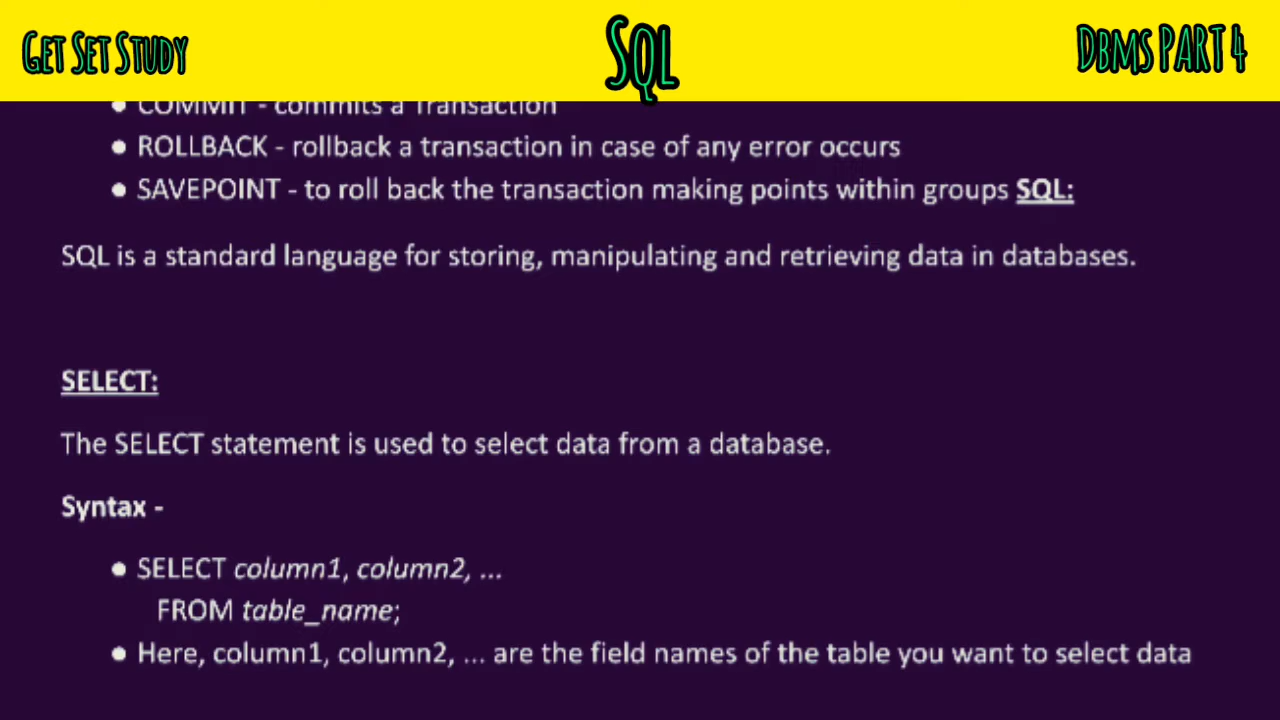 Get Set Study
Sql
Dbms PART 4
● COMMIT - commits a Transaction
● ROLLBACK - rollback a transaction in case of any error occurs
● SAVEPOINT - to roll back the transaction making points within groups SQL:
SQL is a standard language for storing, manipulating and retrieving data in databases.
SELECT:
The SELECT statement is used to select data from a database.
Syntax -
● SELECT column1, column2, ...
FROM table_name;
● Here, column1, column2, ... are the field names of the table you want to select data